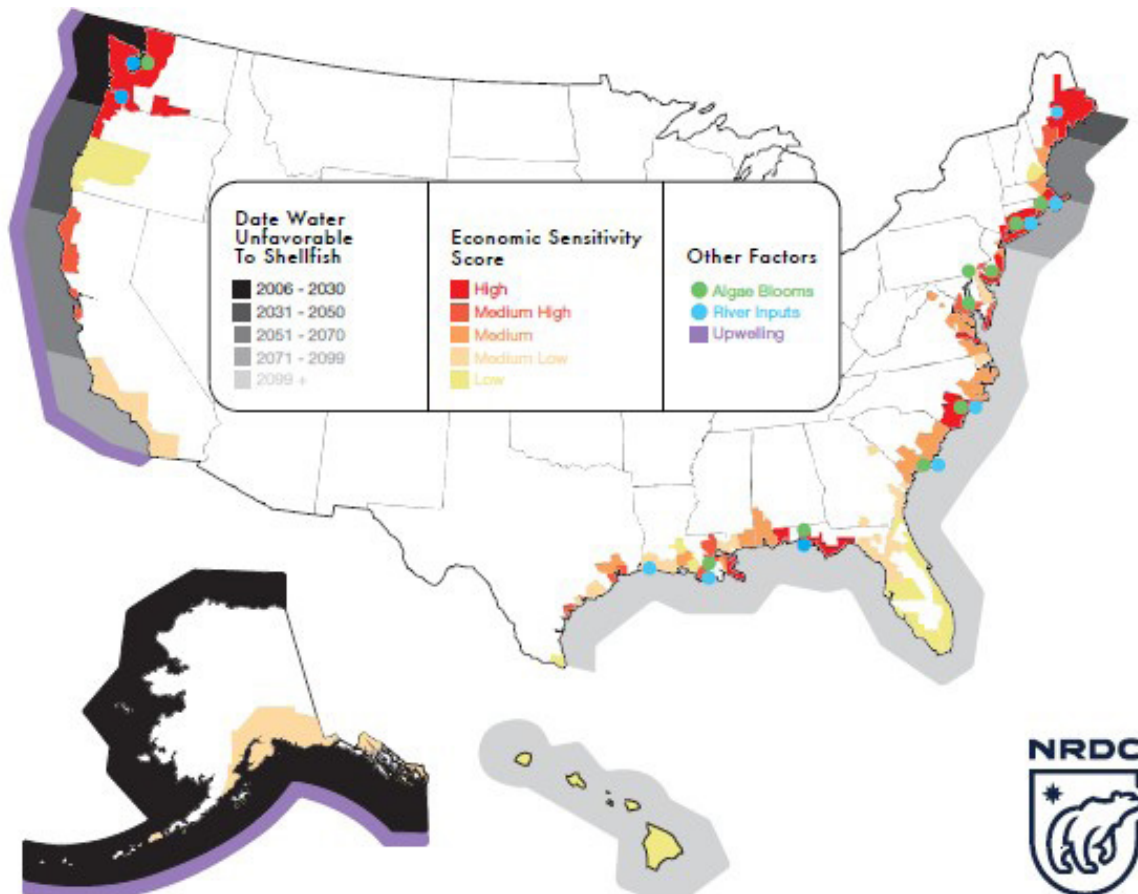 Date Water
Unfavorable
To Shellfish
2006 - 2030
2031 - 2050
2051 - 2070
2071 - 2099
2099 +
Economic Sensitivity
Score
High
Medium High
Medium
Medium Low
Low
Other Factors
Algae Blooms
River Inputs
Upwelling
NRDC